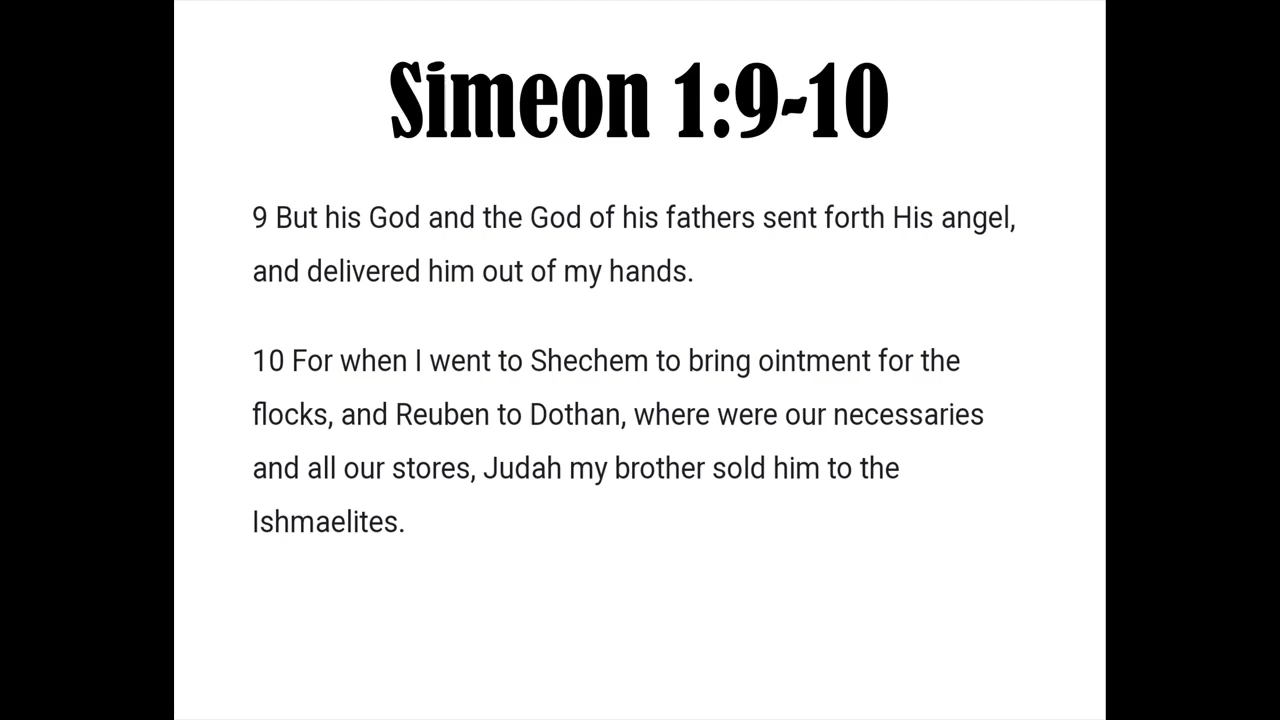 Simeon 1:9-10
9 But his God and the God of his fathers sent forth His angel,
and delivered him out of my hands.
10 For when I went to Shechem to bring ointment for the
flocks, and Reuben to Dothan, where were our necessaries
and all our stores, Judah my brother sold him to the
Ishmaelites.